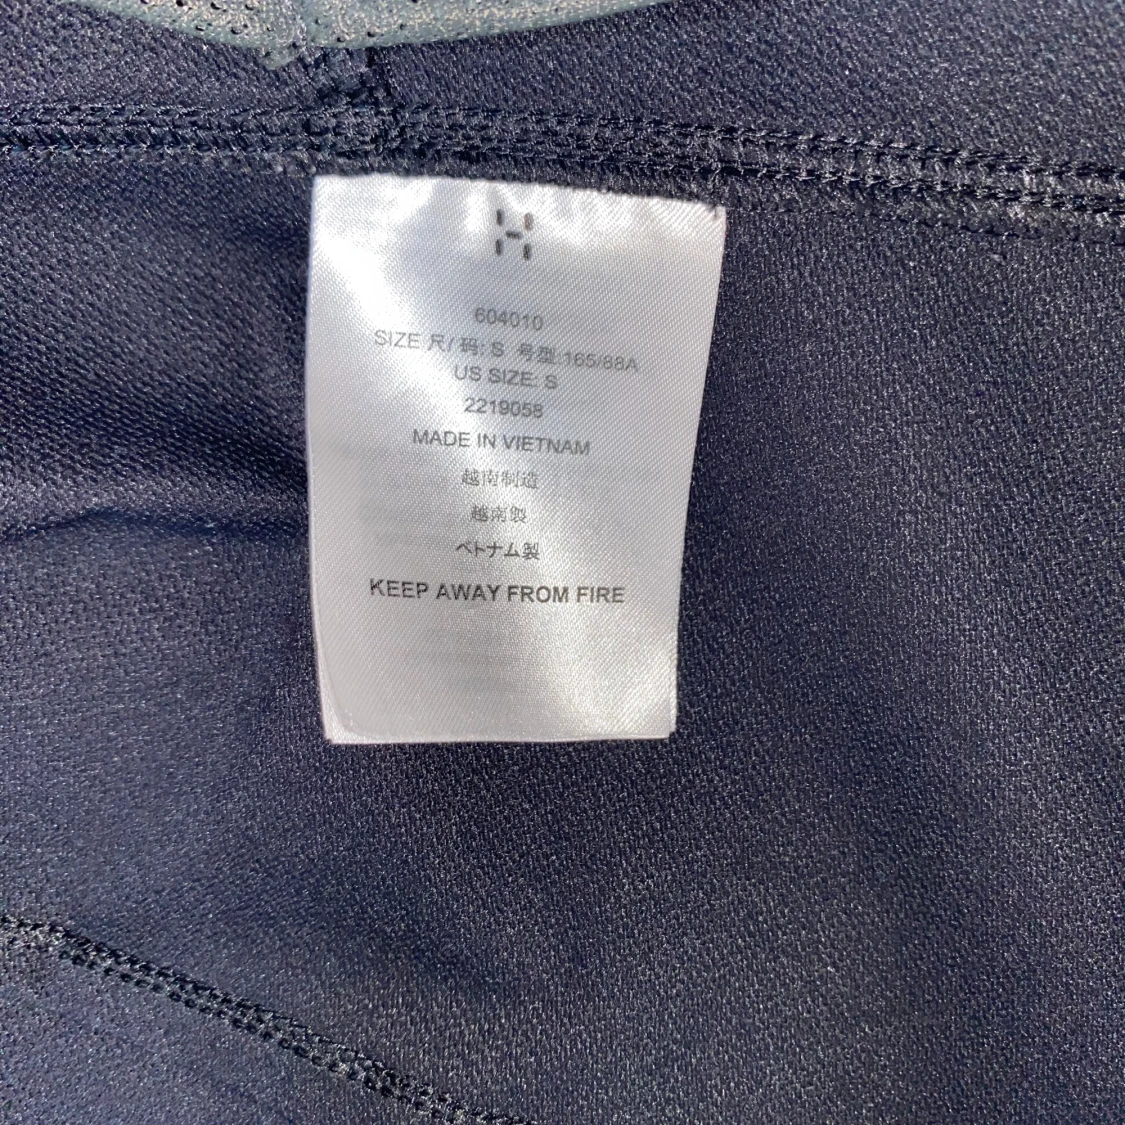 H
604010
SIZE 尺/ 码: S 号型:165/88A
US SIZE: S
2219058
MADE IN VIETNAM
越南制造
越南製
ベトナム製
KEEP AWAY FROM FIRE